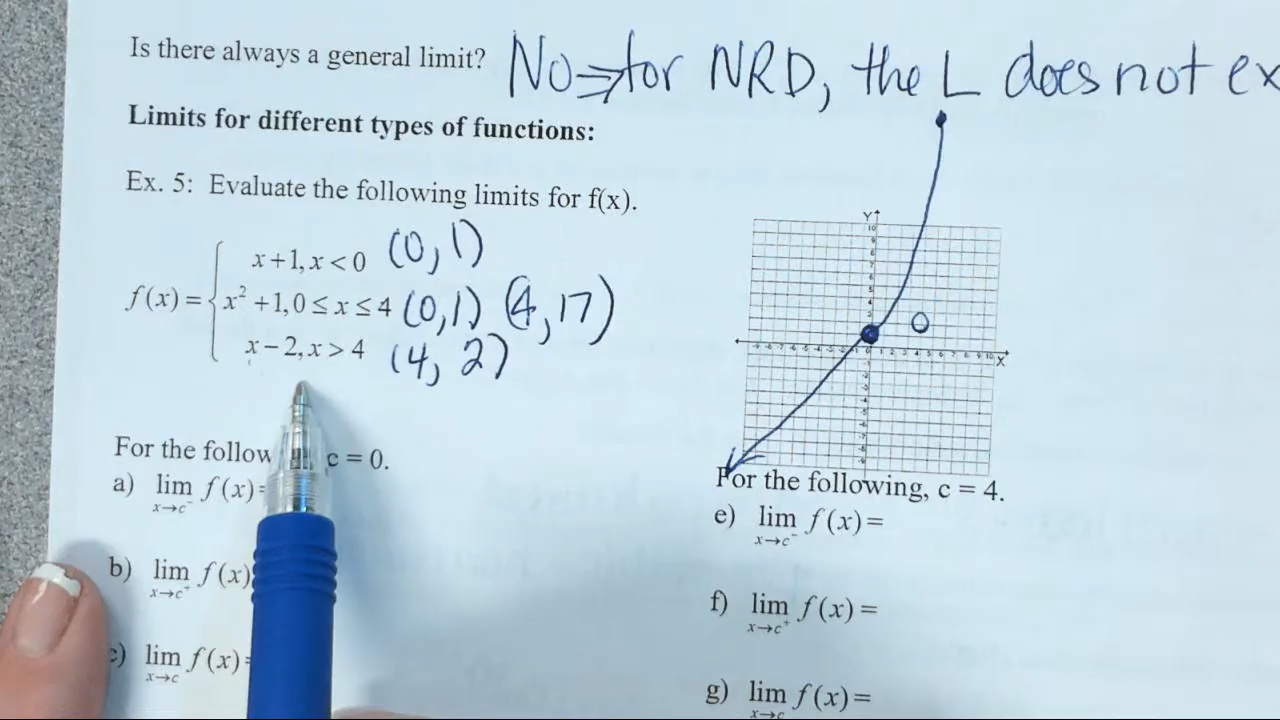 Is there always a general limit? No⇒for NRD, the L does not ex
Limits for different types of functions:
Ex. 5: Evaluate the following limits for f(x).
x+1, x < 0 (0, 1)
f(x) = { x² +1, 0 ≤ x ≤ 4 (0,1) (4, 17)
x − 2, x > 4 (4, 2)
Y
X
For the follow c = 0.
a) lim f(x)=
x→c⁻
b) lim f(x)
x→c⁺
c) lim f(x)=
x→c
For the following, c = 4.
e) lim f(x) =
x→c⁻
f) lim f(x) =
x→c⁺
g) lim f(x) =
x→c